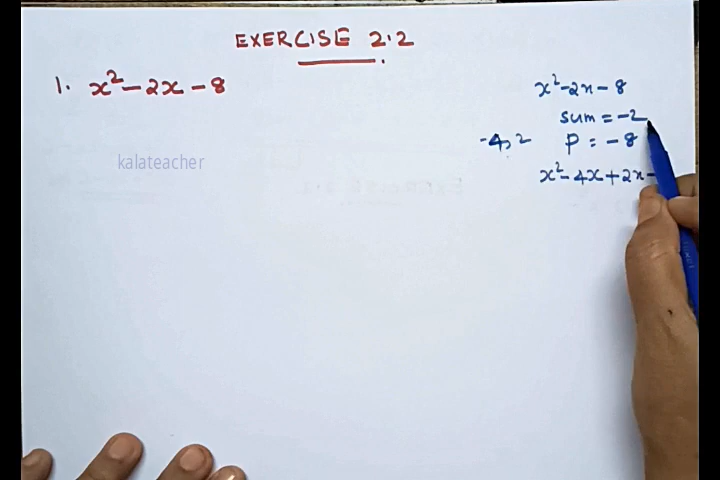 EXERCISE 2.2
1. x² - 2x - 8
kalateacher
x² - 2x - 8
sum = -2
-4, 2 P = -8
x² - 4x + 2x -